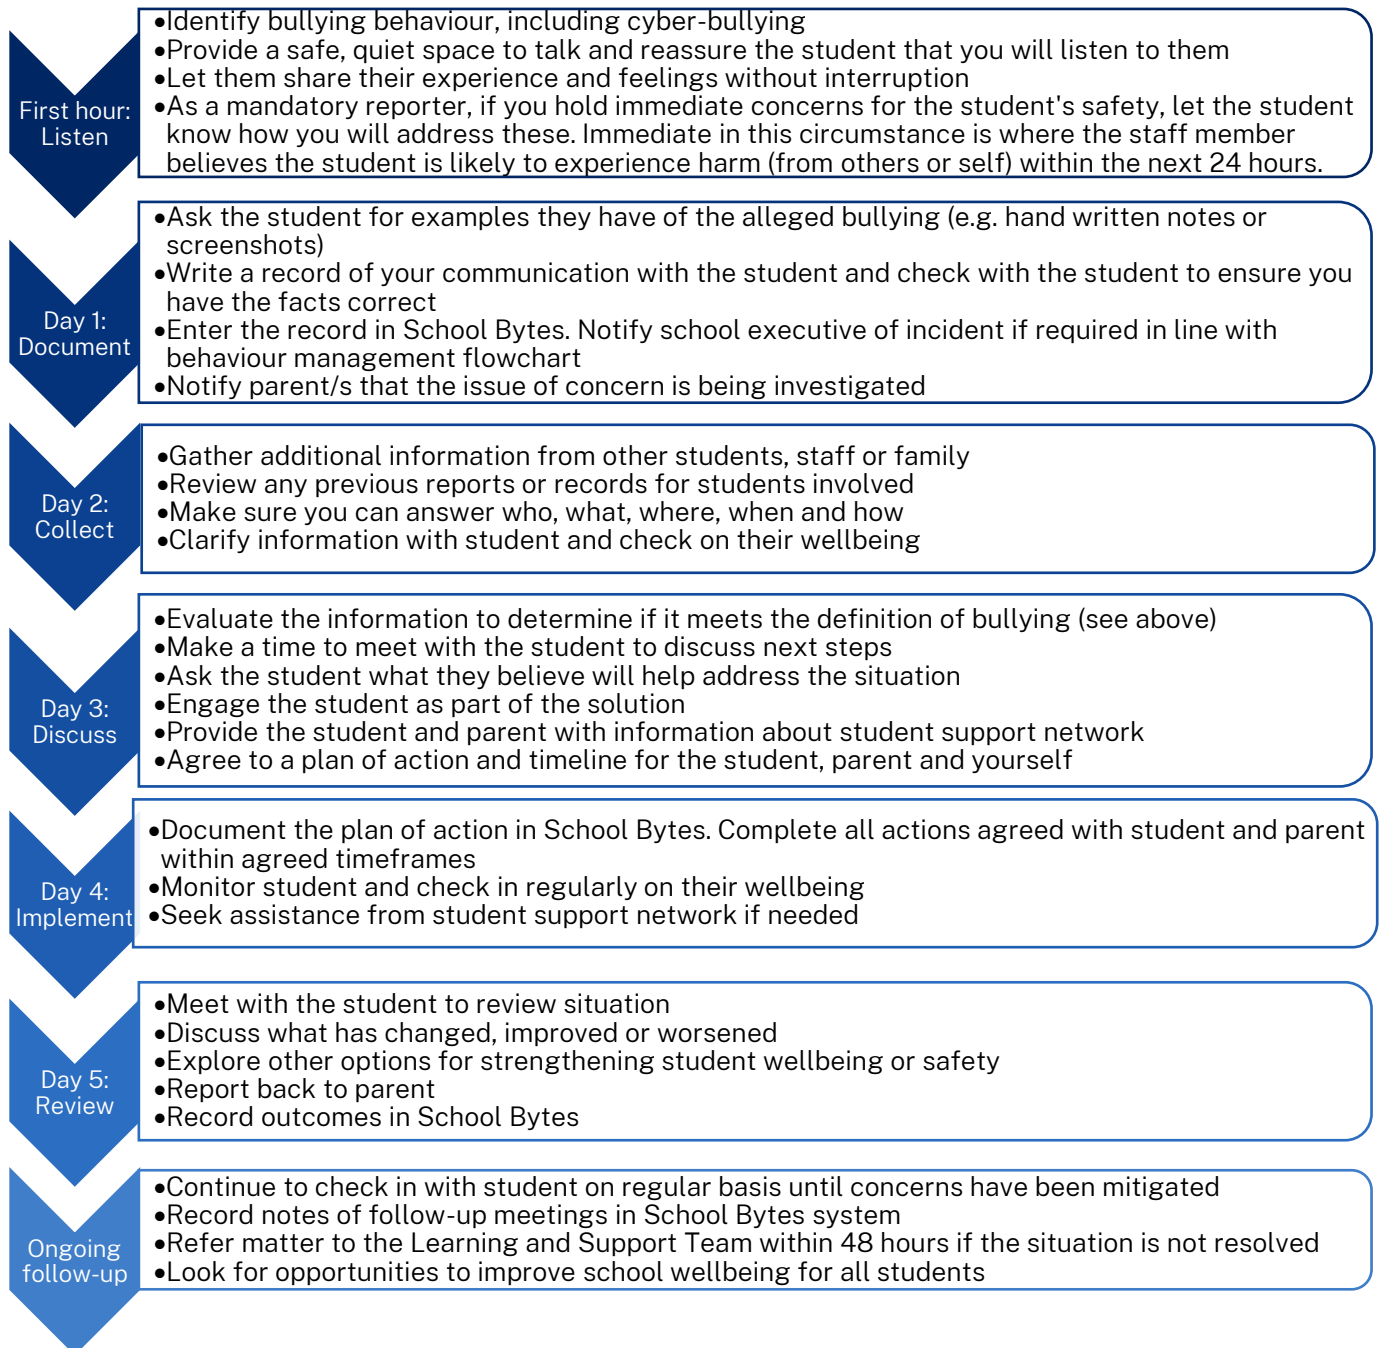 First hour:
Listen
•Identify bullying behaviour, including cyber-bullying
•Provide a safe, quiet space to talk and reassure the student that you will listen to them
•Let them share their experience and feelings without interruption
•As a mandatory reporter, if you hold immediate concerns for the student's safety, let the student
know how you will address these. Immediate in this circumstance is where the staff member
believes the student is likely to experience harm (from others or self) within the next 24 hours.
Day 1:
Document
•Ask the student for examples they have of the alleged bullying (e.g. hand written notes or
screenshots)
•Write a record of your communication with the student and check with the student to ensure you
have the facts correct
•Enter the record in School Bytes. Notify school executive of incident if required in line with
behaviour management flowchart
•Notify parent/s that the issue of concern is being investigated
Day 2:
Collect
•Gather additional information from other students, staff or family
•Review any previous reports or records for students involved
•Make sure you can answer who, what, where, when and how
•Clarify information with student and check on their wellbeing
Day 3:
Discuss
•Evaluate the information to determine if it meets the definition of bullying (see above)
•Make a time to meet with the student to discuss next steps
•Ask the student what they believe will help address the situation
•Engage the student as part of the solution
•Provide the student and parent with information about student support network
•Agree to a plan of action and timeline for the student, parent and yourself
Day 4:
Implement
•Document the plan of action in School Bytes. Complete all actions agreed with student and parent
within agreed timeframes
•Monitor student and check in regularly on their wellbeing
•Seek assistance from student support network if needed
Day 5:
Review
•Meet with the student to review situation
•Discuss what has changed, improved or worsened
•Explore other options for strengthening student wellbeing or safety
•Report back to parent
•Record outcomes in School Bytes
Ongoing
follow-up
•Continue to check in with student on regular basis until concerns have been mitigated
•Record notes of follow-up meetings in School Bytes system
•Refer matter to the Learning and Support Team within 48 hours if the situation is not resolved
•Look for opportunities to improve school wellbeing for all students